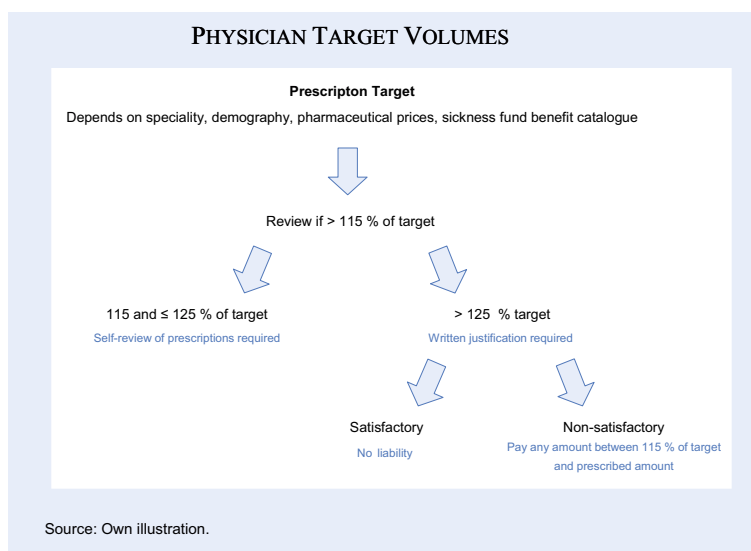 PHYSICIAN TARGET VOLUMES
Prescripton Target
Depends on speciality, demography, pharmaceutical prices, sickness fund benefit catalogue
Review if > 115 % of target
115 and ≤ 125 % of target
Self-review of prescriptions required
> 125 % target
Written justification required
Satisfactory
No liability
Non-satisfactory
Pay any amount between 115 % of target
and prescribed amount
Source: Own illustration.